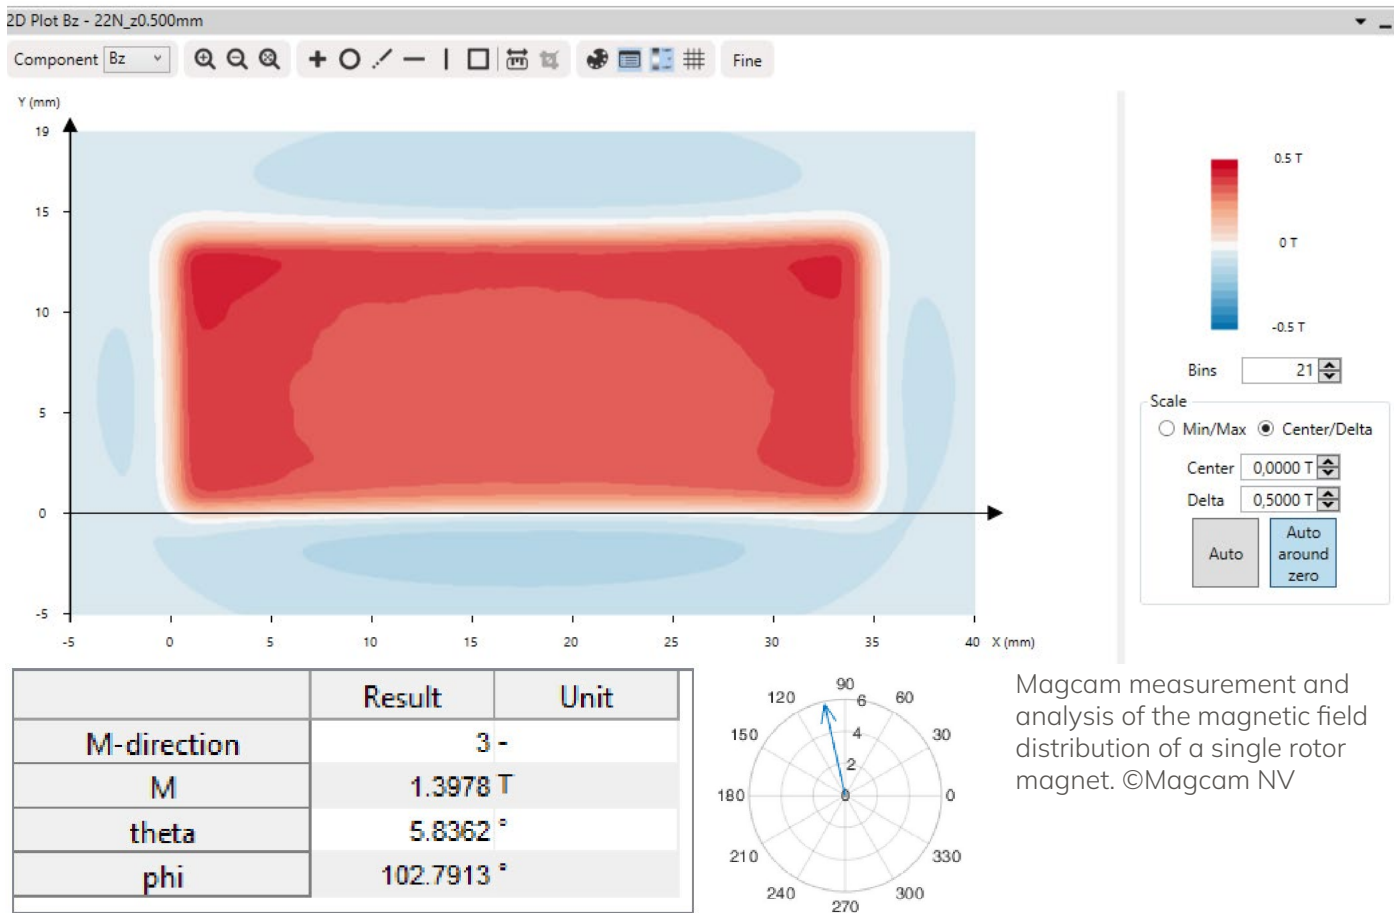 2D Plot Bz - 22N_z0.500mm
Component Bz Fine
Y (mm)
19
15
10
5
0
-5
-5 0 5 10 15 20 25 30 35 40 X (mm)
0.5 T
0 T
-0.5 T
Bins 21
Scale
Min/Max Center/Delta
Center 0,0000 T
Delta 0,5000 T
Auto
Auto around zero
Result Unit
M-direction 3 -
M 1.3978 T
theta 5.8362 °
phi 102.7913 °
90
120 6 60
150 4 30
2
180 0 0
210 330
240 300
270
Magcam measurement and
analysis of the magnetic field
distribution of a single rotor
magnet. ©Magcam NV